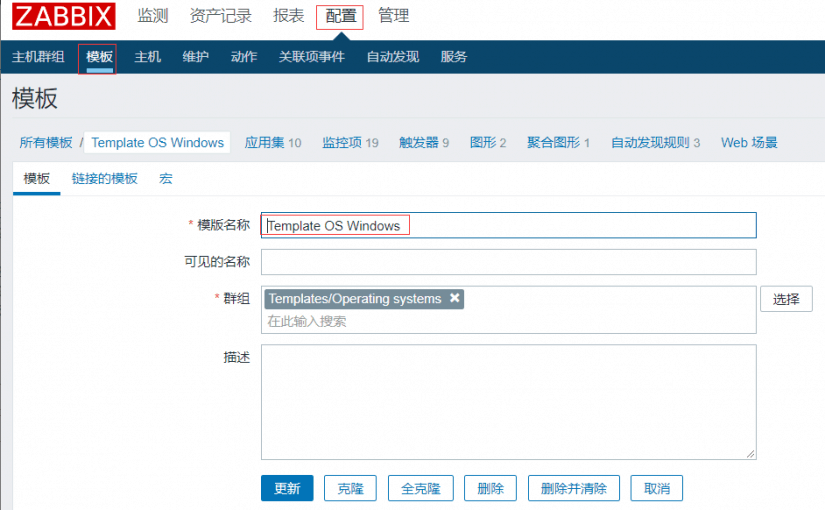 ZABBIX 监测 资产记录 报表 配置 管理
主机群组 模板 主机 维护 动作 关联项事件 自动发现 服务
模板
所有模板 / Template OS Windows 应用集 10 监控项 19 触发器 9 图形 2 聚合图形 1 自动发现规则 3 Web 场景
模板 链接的模板 宏
* 模版名称 Template OS Windows
可见的名称
* 群组 Templates/Operating systems ✖ 选择
在此输入搜索
描述
更新 克隆 全克隆 删除 删除并清除 取消